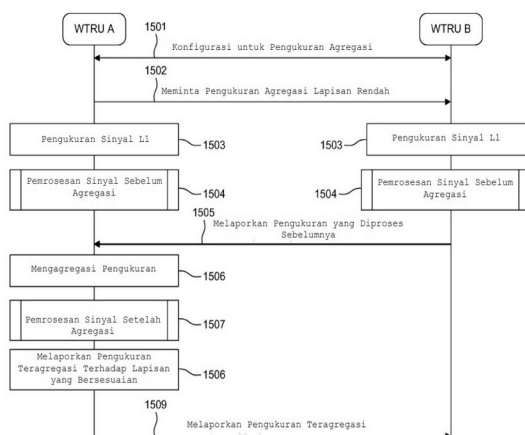 WTRU A
WTRU B
1501
Konfigurasi untuk Pengukuran Agregasi
1502
Meminta Pengukuran Agregasi Lapisan Rendah
Pengukuran Sinyal L1
1503
1503
Pengukuran Sinyal L1
Pemrosesan Sinyal Sebelum
Agregasi
1504
1504
Pemrosesan Sinyal Sebelum
Agregasi
1505
Melaporkan Pengukuran yang Diproses
Sebelumnya
Mengagregasi Pengukuran
1506
Pemrosesan Sinyal Setelah
Agregasi
1507
Melaporkan Pengukuran
Teragregasi Terhadap Lapisan
yang Bersesuaian
1506
1509
Melaporkan Pengukuran Teragregasi